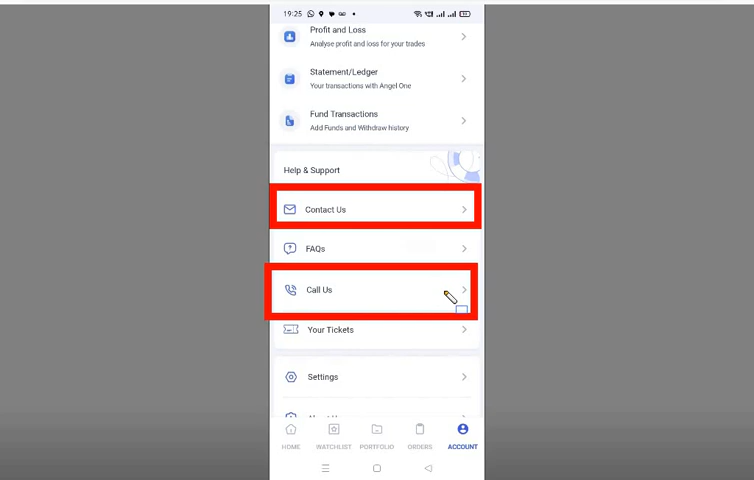 19:25
Profit and Loss
Analyse profit and loss for your trades
Statement/Ledger
Your transactions with Angel One
Fund Transactions
Add Funds and Withdraw history
Help & Support
Contact Us
FAQs
Call Us
Your Tickets
Settings
HOME WATCHLIST PORTFOLIO ORDERS ACCOUNT